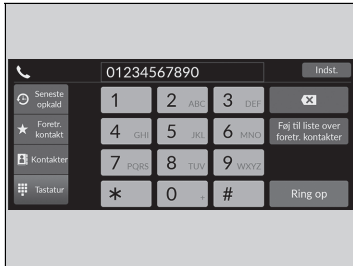 01234567890
Indst.
Seneste
opkald
Foretr.
kontakt
Kontakter
Tastatur
1
2 ABC
3 DEF
4 GHI
5 JKL
6 MNO
7 PQRS
8 TUV
9 WXYZ
*
0 +
#
Føj til liste over
foretr. kontakter
Ring op